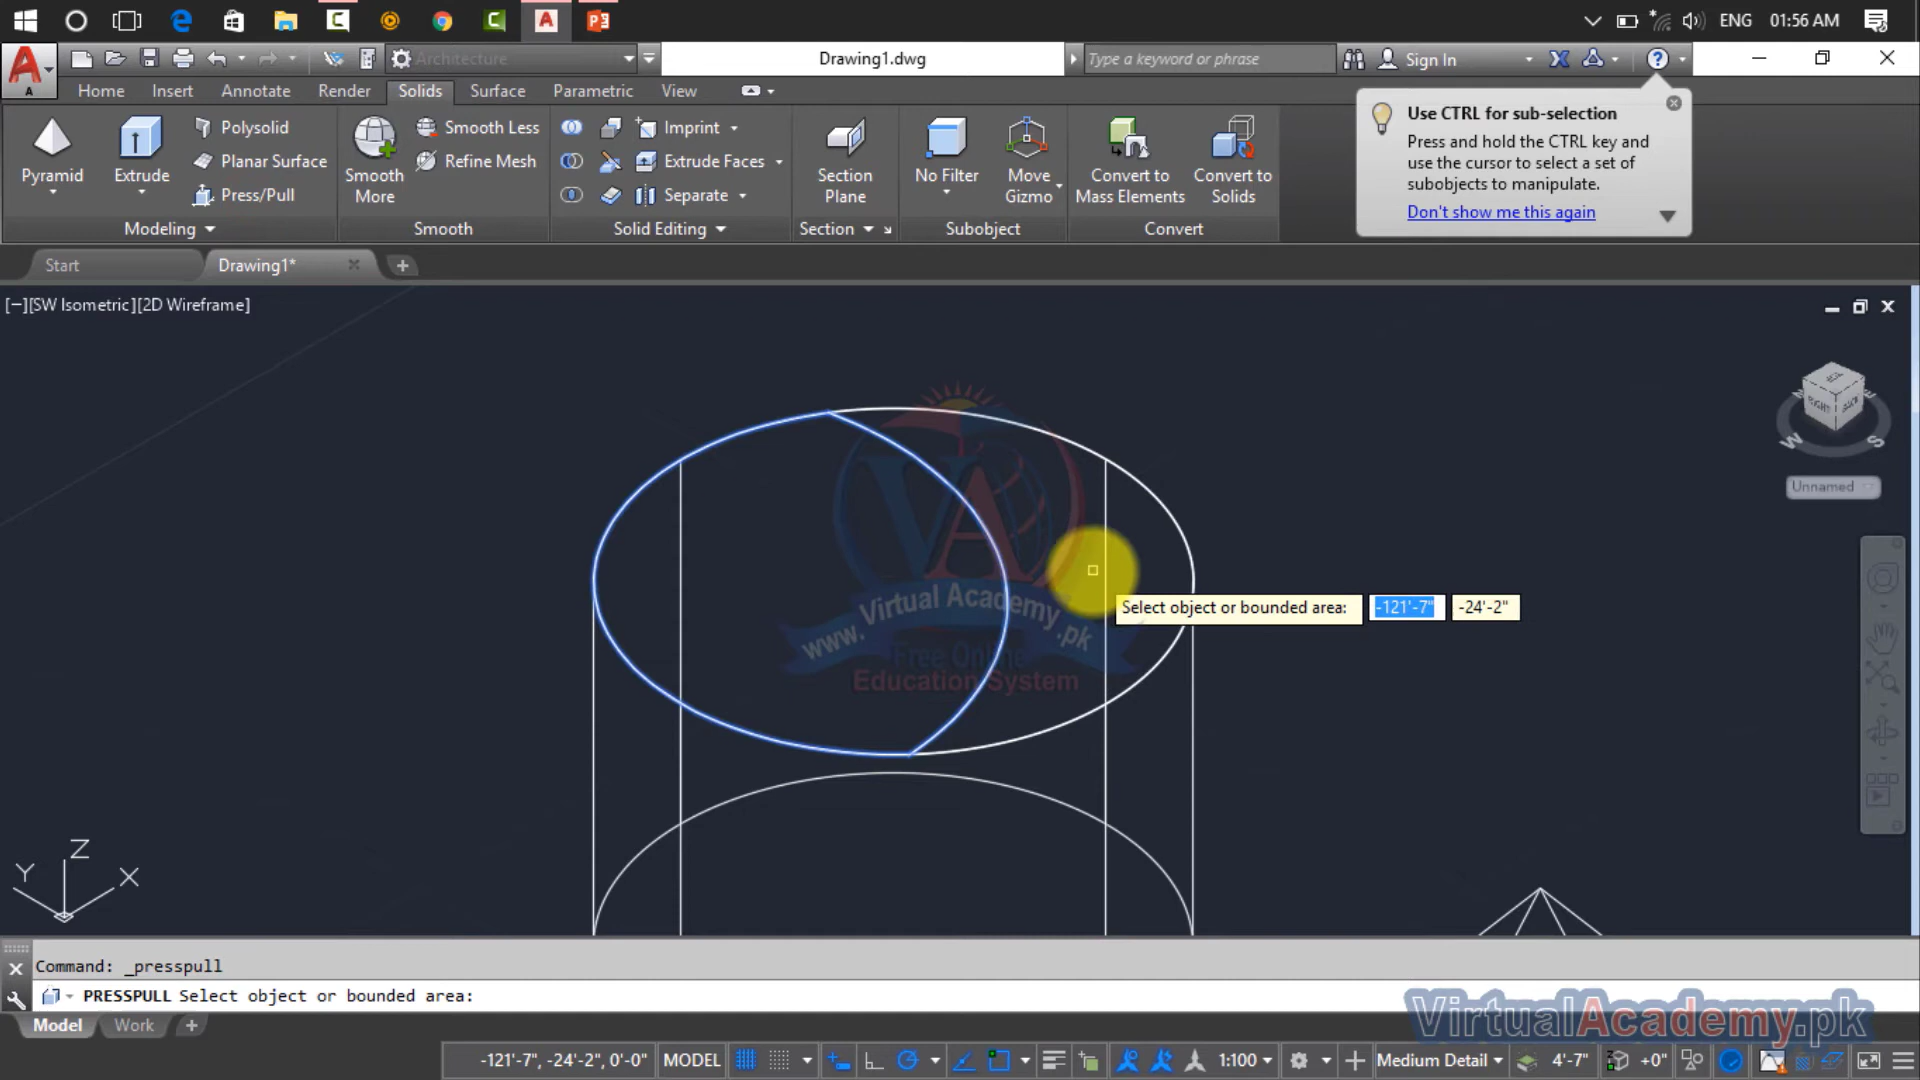 ENG 01:56 AM
Architecture
Drawing1.dwg
Type a keyword or phrase
Sign In
A
Home Insert Annotate Render Solids Surface Parametric View
Pyramid
Extrude
Polysolid
Planar Surface
Press/Pull
Modeling
Smooth More
Smooth Less
Refine Mesh
Smooth
Imprint
Extrude Faces
Separate
Solid Editing
Section Plane
Section
No Filter
Move Gizmo
Subobject
Convert to Mass Elements
Convert to Solids
Convert
Use CTRL for sub-selection
Press and hold the CTRL key and
use the cursor to select a set of
subobjects to manipulate.
Don't show me this again
Start
Drawing1*
[−][SW Isometric][2D Wireframe]
RIGHT
BACK
W
S
Unnamed
VA
Virtual Academy
www.
.pk
Free Online
Education System
Select object or bounded area: -121'-7" -24'-2"
Z
Y
X
Command: _presspull
PRESSPULL Select object or bounded area:
VirtualAcademy.pk
Model Work
-121'-7", -24'-2", 0'-0" MODEL 1:100 Medium Detail 4'-7" +0"